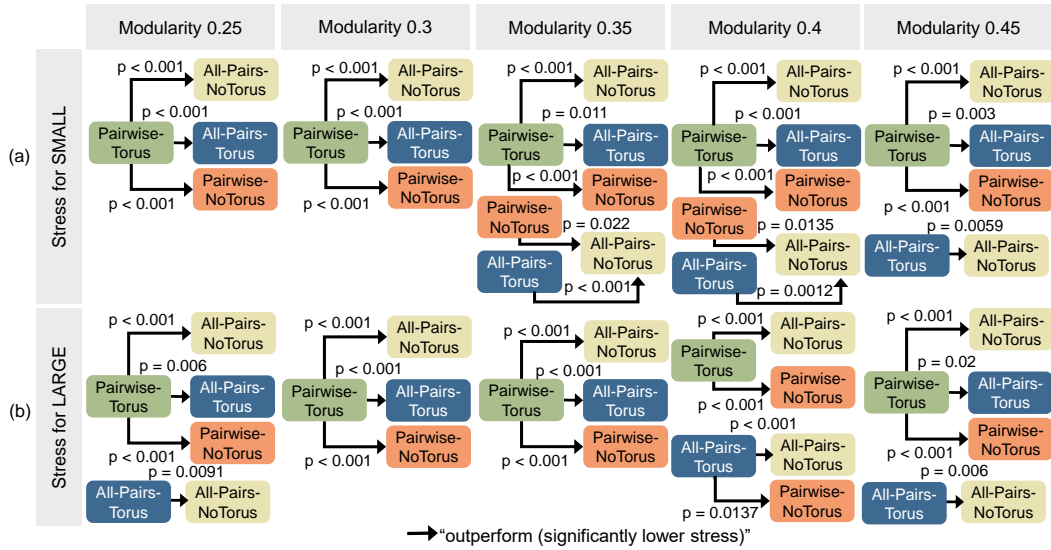 Modularity 0.25
Modularity 0.3
Modularity 0.35
Modularity 0.4
Modularity 0.45
(a)
Stress for SMALL
p < 0.001
All-Pairs-
NoTorus
p < 0.001
Pairwise-
Torus
All-Pairs-
Torus
Pairwise-
NoTorus
p < 0.001
p < 0.001
All-Pairs-
NoTorus
p < 0.001
Pairwise-
Torus
All-Pairs-
Torus
Pairwise-
NoTorus
p < 0.001
p < 0.001
All-Pairs-
NoTorus
p = 0.011
Pairwise-
Torus
All-Pairs-
Torus
p < 0.001
Pairwise-
NoTorus
Pairwise-
NoTorus
p = 0.022
All-Pairs-
NoTorus
All-Pairs-
Torus
p < 0.001
p < 0.001
All-Pairs-
NoTorus
p < 0.001
Pairwise-
Torus
All-Pairs-
Torus
p < 0.001
Pairwise-
NoTorus
Pairwise-
NoTorus
p = 0.0135
All-Pairs-
NoTorus
All-Pairs-
Torus
p = 0.0012
p < 0.001
All-Pairs-
NoTorus
p = 0.003
Pairwise-
Torus
All-Pairs-
Torus
Pairwise-
NoTorus
p < 0.001
p = 0.0059
All-Pairs-
Torus
All-Pairs-
NoTorus
(b)
Stress for LARGE
p < 0.001
All-Pairs-
NoTorus
p = 0.006
Pairwise-
Torus
All-Pairs-
Torus
Pairwise-
NoTorus
p < 0.001
p = 0.0091
All-Pairs-
Torus
All-Pairs-
NoTorus
p < 0.001
All-Pairs-
NoTorus
p < 0.001
Pairwise-
Torus
All-Pairs-
Torus
Pairwise-
NoTorus
p < 0.001
p < 0.001
All-Pairs-
NoTorus
p < 0.001
Pairwise-
Torus
All-Pairs-
Torus
Pairwise-
NoTorus
p < 0.001
p < 0.001
All-Pairs-
NoTorus
Pairwise-
Torus
Pairwise-
NoTorus
p < 0.001
p < 0.001
All-Pairs-
Torus
All-Pairs-
NoTorus
Pairwise-
NoTorus
p = 0.0137
p < 0.001
All-Pairs-
NoTorus
p = 0.02
Pairwise-
Torus
All-Pairs-
Torus
Pairwise-
NoTorus
p < 0.001
p = 0.006
All-Pairs-
Torus
All-Pairs-
NoTorus
"outperform (significantly lower stress)"